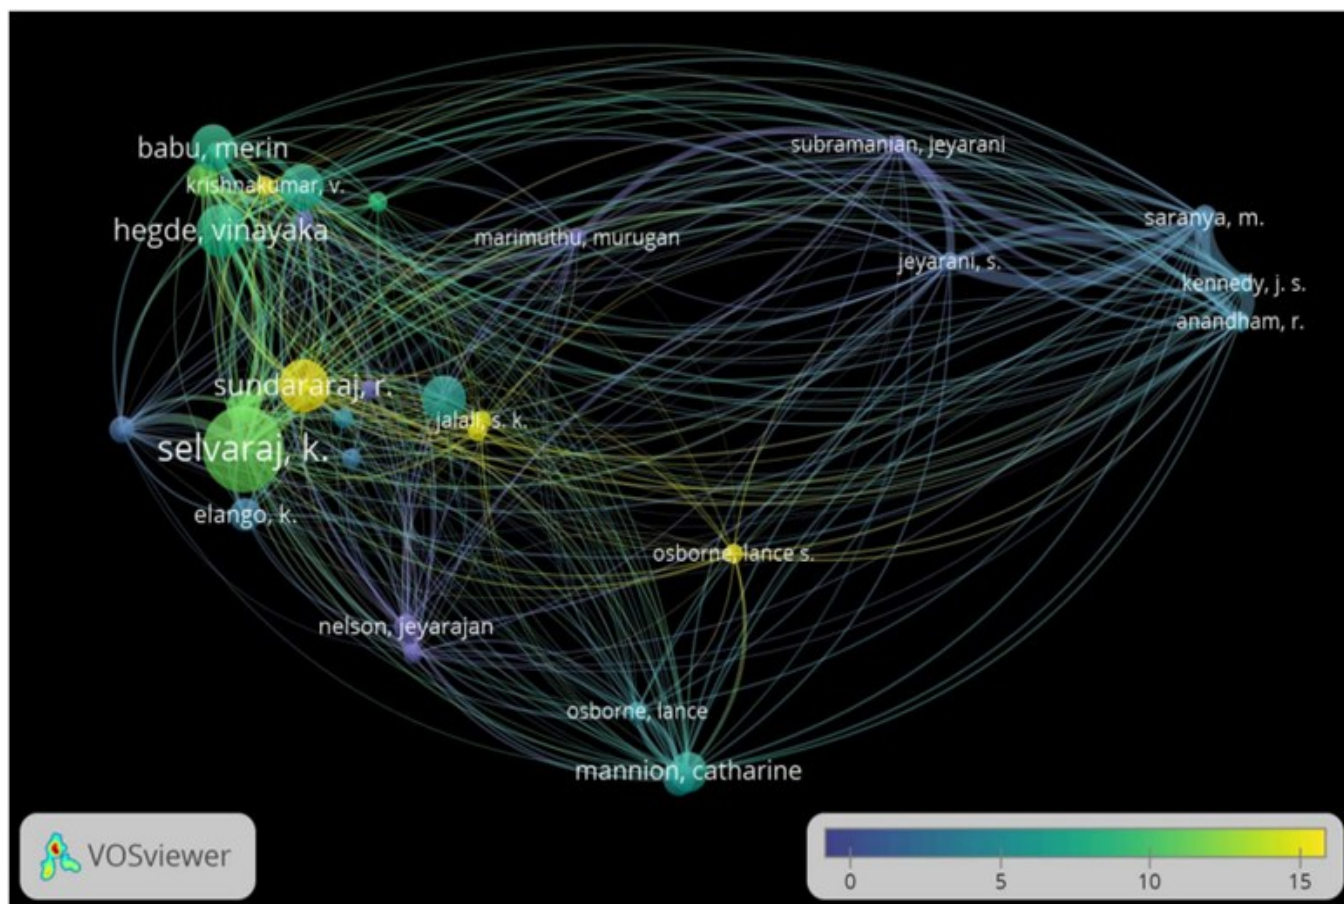 subramanian, jeyarani
babu, merin
krishnakumar, v.
saranya, m.
hegde, vinayaka
marimuthu, murugan
jeyarani, s.
kennedy, j. s.
anandham, r.
sundararaj, r.
jalali, s. k.
selvaraj, k.
elango, k.
osborne, lance s.
nelson, jeyarajan
osborne, lance
mannion, catharine
VOSviewer
0 5 10 15